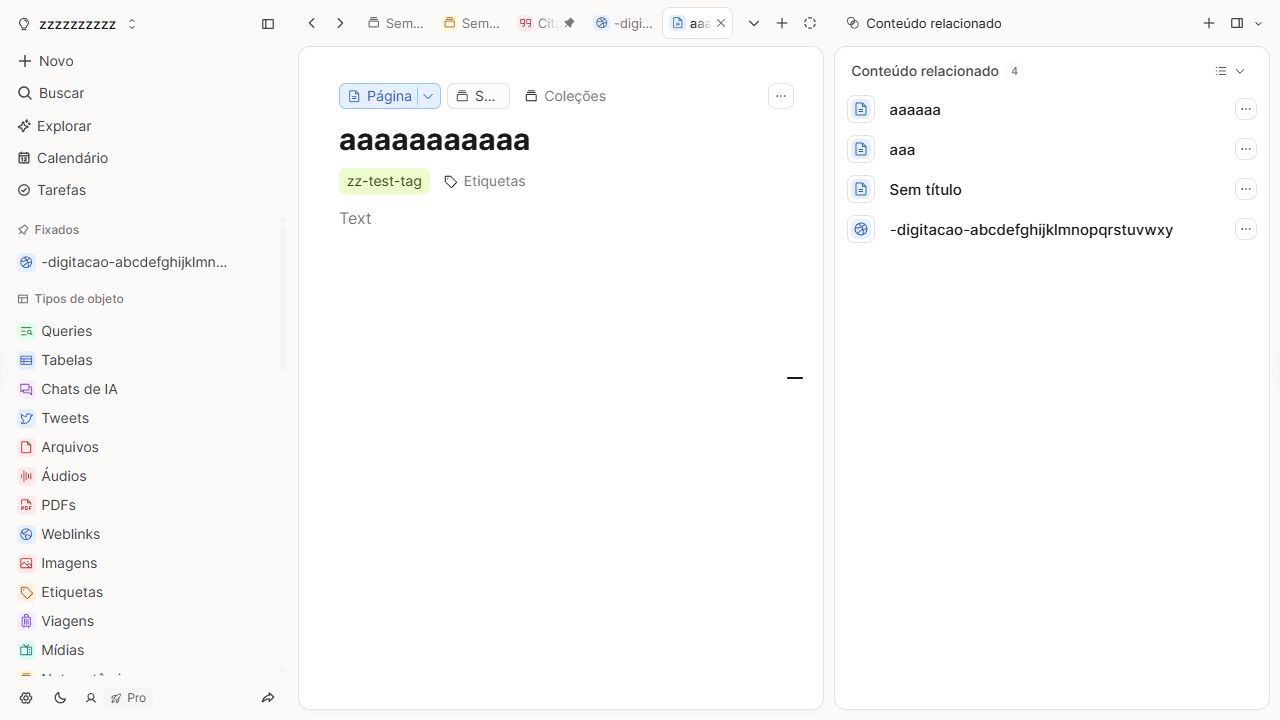 zzzzzzzzzz
Novo
Buscar
Explorar
Calendário
Tarefas
Fixados
-digitacao-abcdefghijklmn...
Tipos de objeto
Queries
Tabelas
Chats de IA
Tweets
Arquivos
Áudios
PDFs
Weblinks
Imagens
Etiquetas
Viagens
Mídias
Pro
Sem...
Sem...
-digi...
Página
S...
Coleções
aaaaaaaaaaa
zz-test-tag
Etiquetas
Text
Conteúdo relacionado
Conteúdo relacionado 4
aaaaaa
aaa
Sem título
-digitacao-abcdefghijklmnopqrstuvwxy